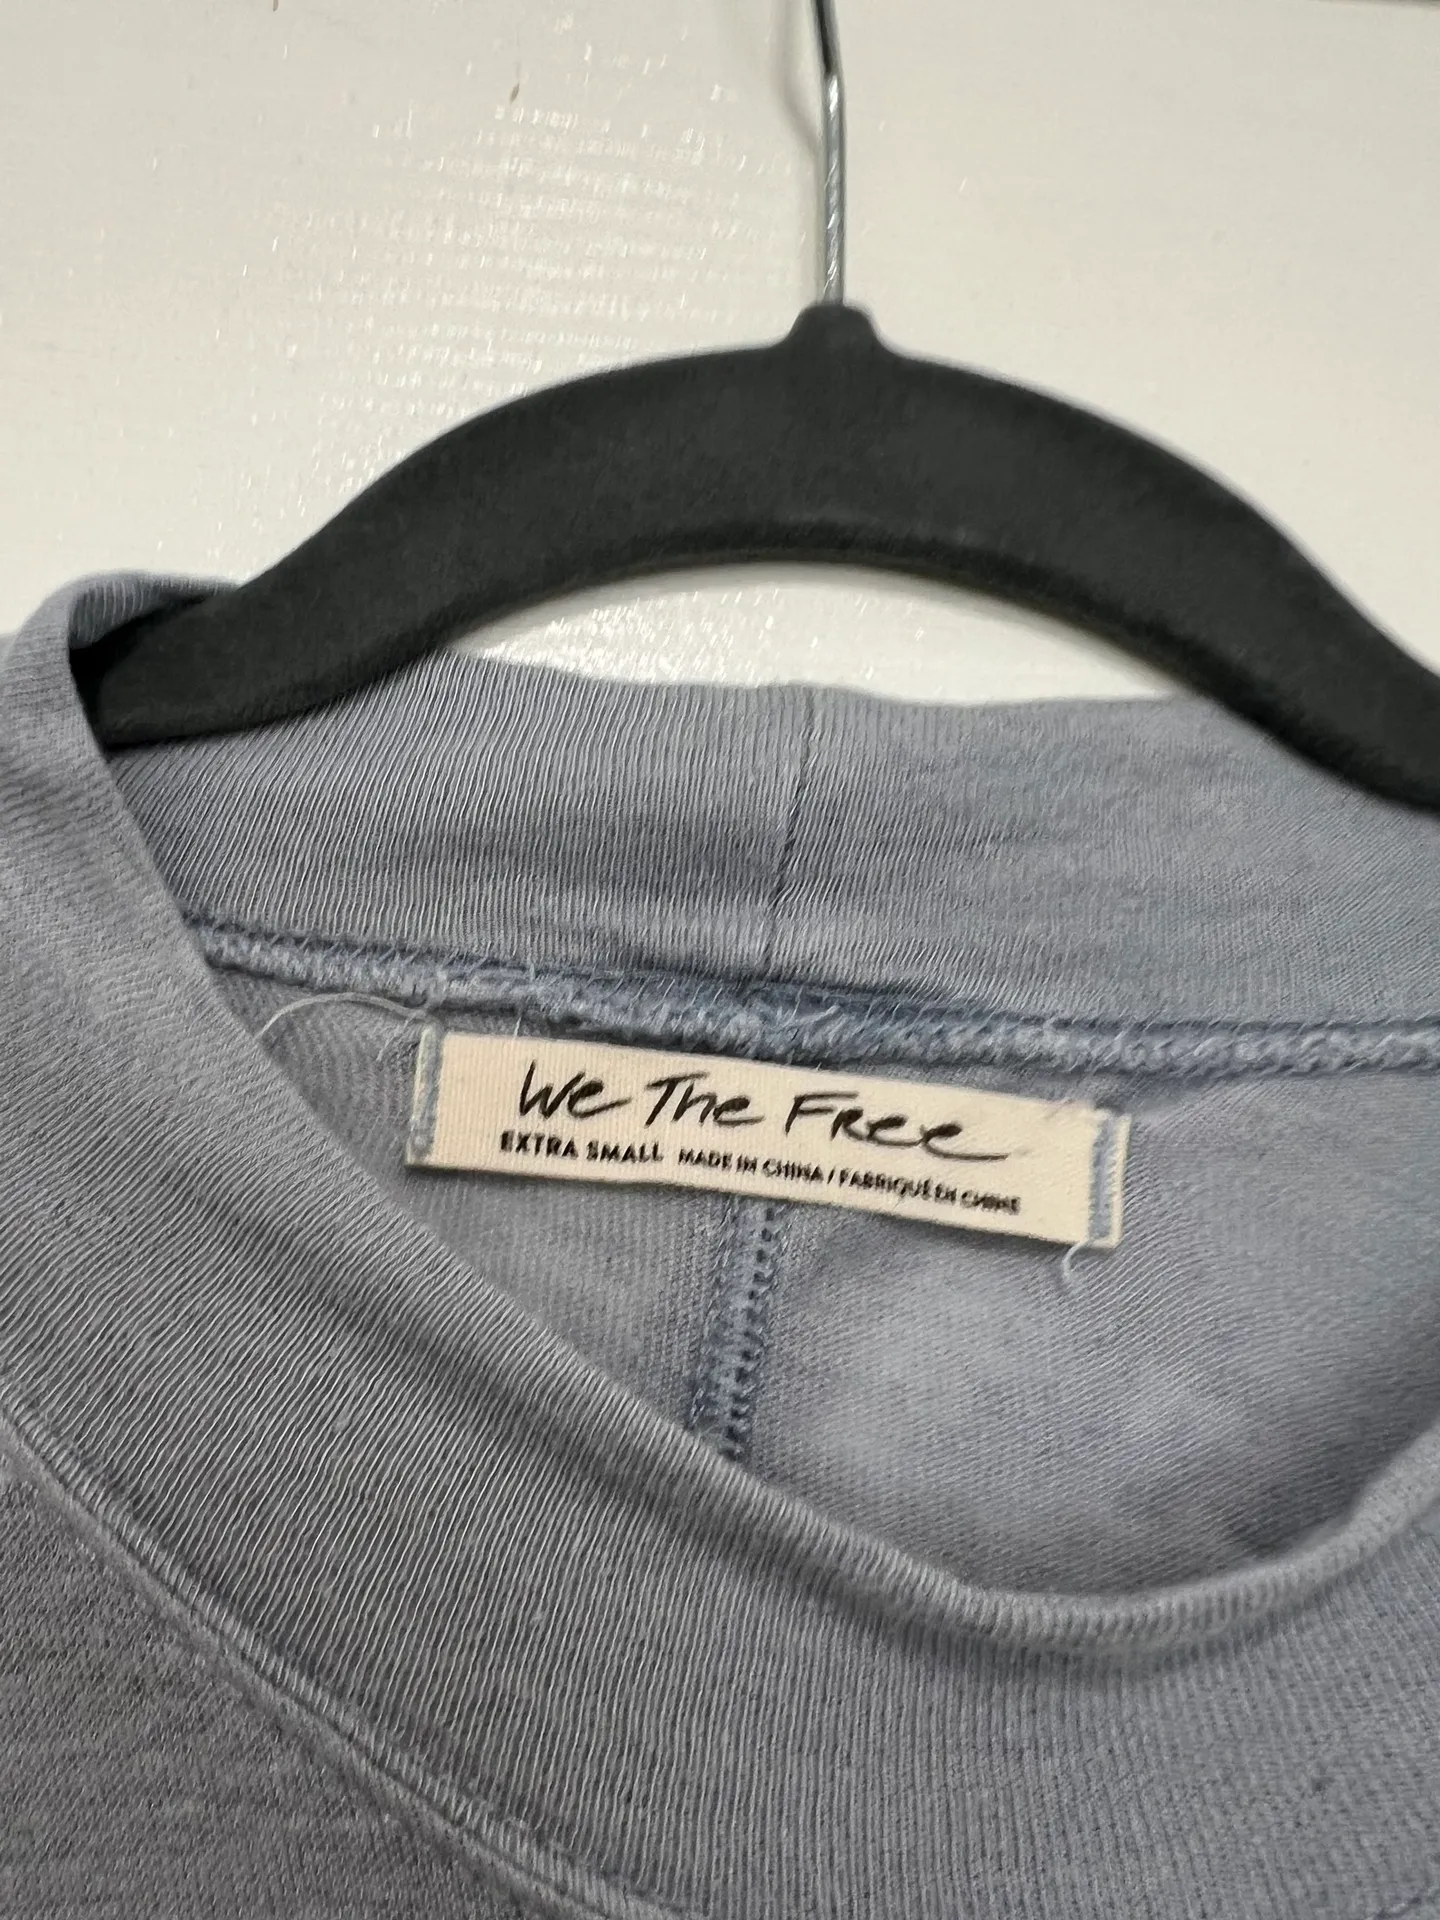 We The Free
EXTRA SMALL MADE IN CHINA / FABRIQUÉ EN CHINE